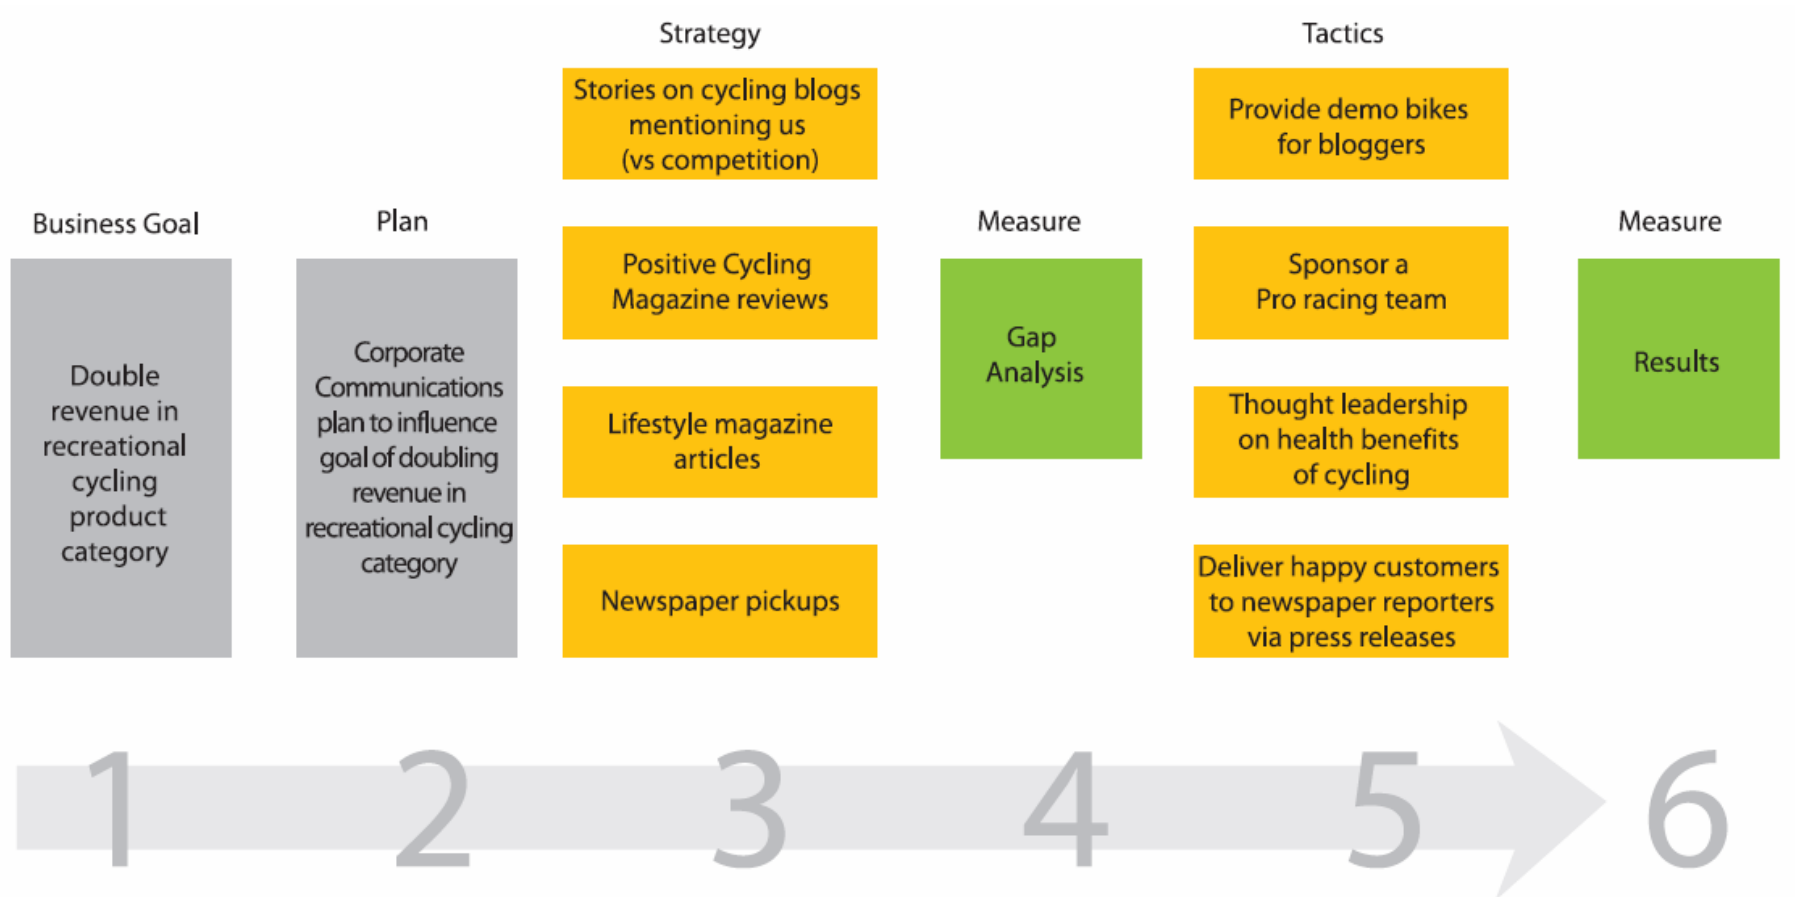 Business Goal
Double
revenue in
recreational
cycling
product
category
Plan
Corporate
Communications
plan to influence
goal of doubling
revenue in
recreational cycling
category
Strategy
Stories on cycling blogs
mentioning us
(vs competition)
Positive Cycling
Magazine reviews
Lifestyle magazine
articles
Newspaper pickups
Measure
Gap
Analysis
Tactics
Provide demo bikes
for bloggers
Sponsor a
Pro racing team
Thought leadership
on health benefits
of cycling
Deliver happy customers
to newspaper reporters
via press releases
Measure
Results
1 2 3 4 5 6